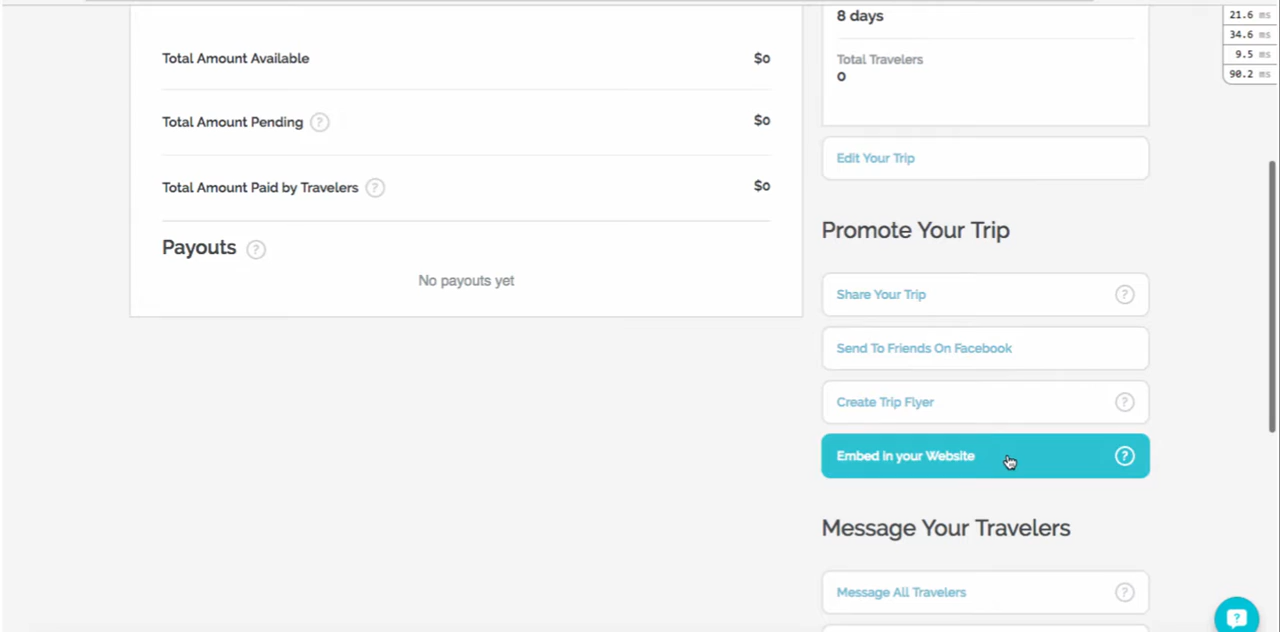 Total Amount Available
$0
Total Amount Pending ?
$0
Total Amount Paid by Travelers ?
$0
Payouts ?
No payouts yet
8 days
Total Travelers
0
Edit Your Trip
Promote Your Trip
Share Your Trip ?
Send To Friends On Facebook
Create Trip Flyer ?
Embed in your Website ?
Message Your Travelers
Message All Travelers ?
21.6 ms
34.6 ms
9.5 ms
90.2 ms
?